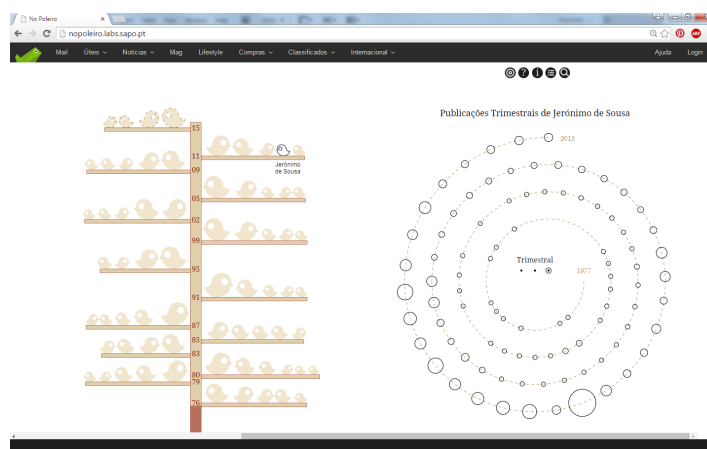 No Poleiro
nopoleiro.labs.sapo.pt
Mail Úteis Notícias Mag Lifestyle Compras Classificados Internacional Ajuda Login
Publicações Trimestrais de Jerónimo de Sousa
15
11
Jerónimo
de Sousa
09
05
02
99
95
91
87
85
83
80
79
76
2015
Trimestral
1977